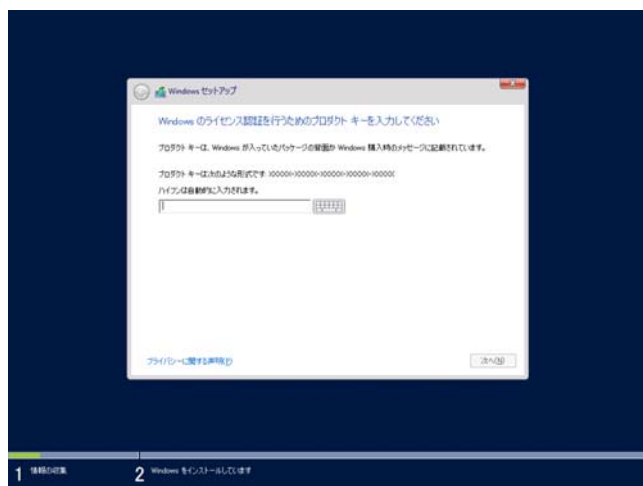 Windows セットアップ
Windows のライセンス認証を行うためのプロダクト キーを入力してください
プロダクト キーは、Windows が入っていたパッケージの背面か Windows 購入時のメッセージに記載されています。
プロダクト キーは次のような形式です: XXXXX-XXXXX-XXXXX-XXXXX-XXXXX
ハイフンは自動的に入力されます。
プライバシーに関する声明(P)
次へ(N)
1 情報の収集
2 Windows をインストールしています